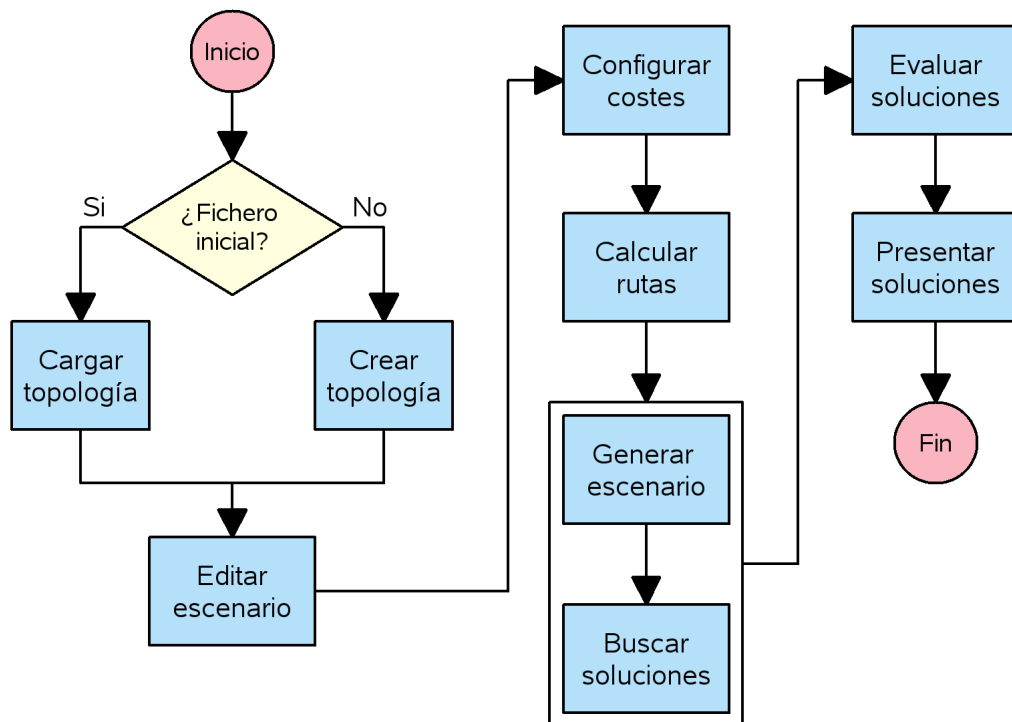 Inicio
¿Fichero
inicial?
Si
No
Cargar
topología
Crear
topología
Editar
escenario
Configurar
costes
Calcular
rutas
Generar
escenario
Buscar
soluciones
Evaluar
soluciones
Presentar
soluciones
Fin